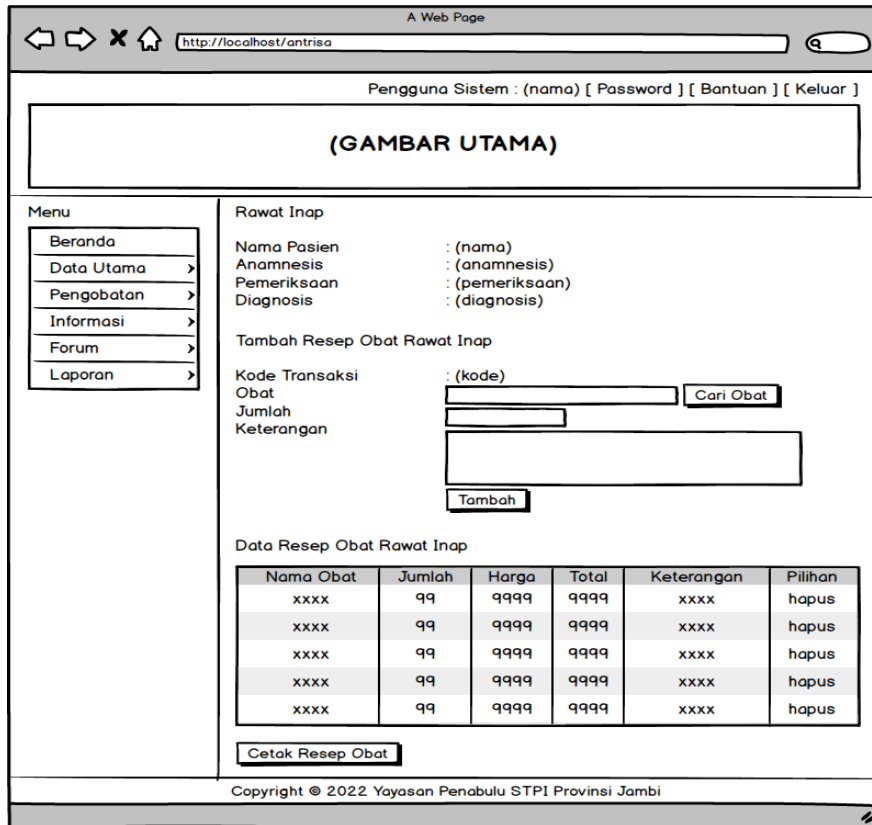 A Web Page
http://localhost/antrisa
Pengguna Sistem : (nama) [ Password ] [ Bantuan ] [ Keluar ]
(GAMBAR UTAMA)
Menu
Beranda
Data Utama
Pengobatan
Informasi
Forum
Laporan
Rawat Inap
Nama Pasien : (nama)
Anamnesis : (anamnesis)
Pemeriksaan : (pemeriksaan)
Diagnosis : (diagnosis)
Tambah Resep Obat Rawat Inap
Kode Transaksi : (kode)
Obat Cari Obat
Jumlah
Keterangan
Tambah
Data Resep Obat Rawat Inap
Nama Obat Jumlah Harga Total Keterangan Pilihan
xxxx 99 9999 9999 xxxx hapus
xxxx 99 9999 9999 xxxx hapus
xxxx 99 9999 9999 xxxx hapus
xxxx 99 9999 9999 xxxx hapus
xxxx 99 9999 9999 xxxx hapus
Cetak Resep Obat
Copyright © 2022 Yayasan Penabulu STPI Provinsi Jambi